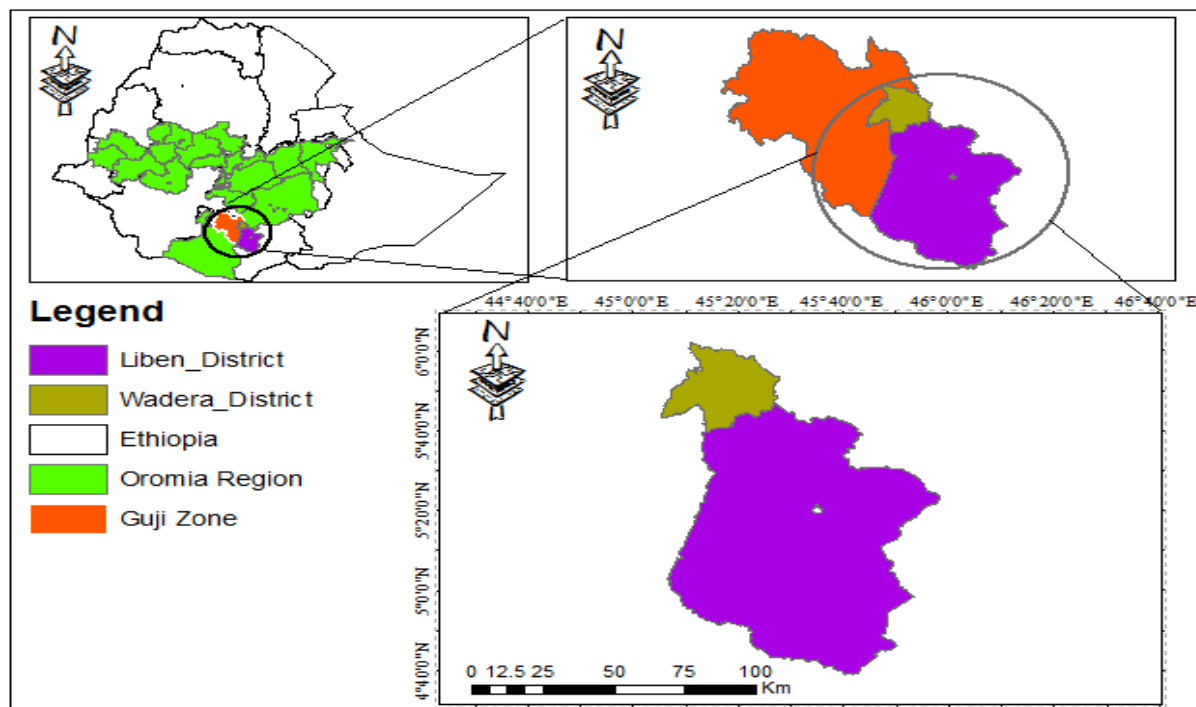 N
N
Legend
Liben_District
Wadera_District
Ethiopia
Oromia Region
Guji Zone
44°40'0"E 45°0'0"E 45°20'0"E 45°40'0"E 46°0'0"E 46°20'0"E 46°40'0"E
N
6°0'0"N
5°40'0"N
5°20'0"N
5°0'0"N
4°40'0"N
0 12.5 25 50 75 100
Km